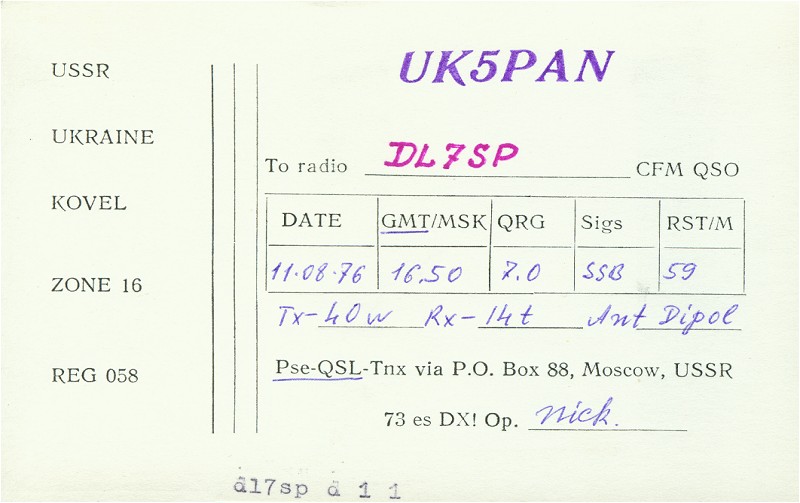 USSR
UKRAINE
KOVEL
ZONE 16
REG 058
UK5PAN
To radio DL7SP CFM QSO
DATE GMT/MSK QRG Sigs RST/M
11.08.76 16.50 7.0 SSB 59
Tx-40w Rx-14t Ant Dipol
Pse-QSL-Tnx via P.O. Box 88, Moscow, USSR
73 es DX! Op. Nick.
dl7sp d 1 1